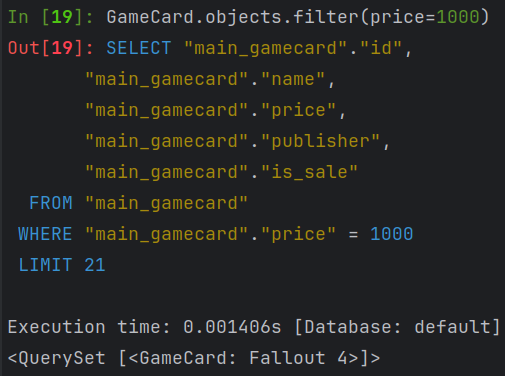 In [19]: GameCard.objects.filter(price=1000)
Out[19]: SELECT "main_gamecard"."id",
       "main_gamecard"."name",
       "main_gamecard"."price",
       "main_gamecard"."publisher",
       "main_gamecard"."is_sale"
  FROM "main_gamecard"
 WHERE "main_gamecard"."price" = 1000
 LIMIT 21
Execution time: 0.001406s [Database: default]
<QuerySet [<GameCard: Fallout 4>]>